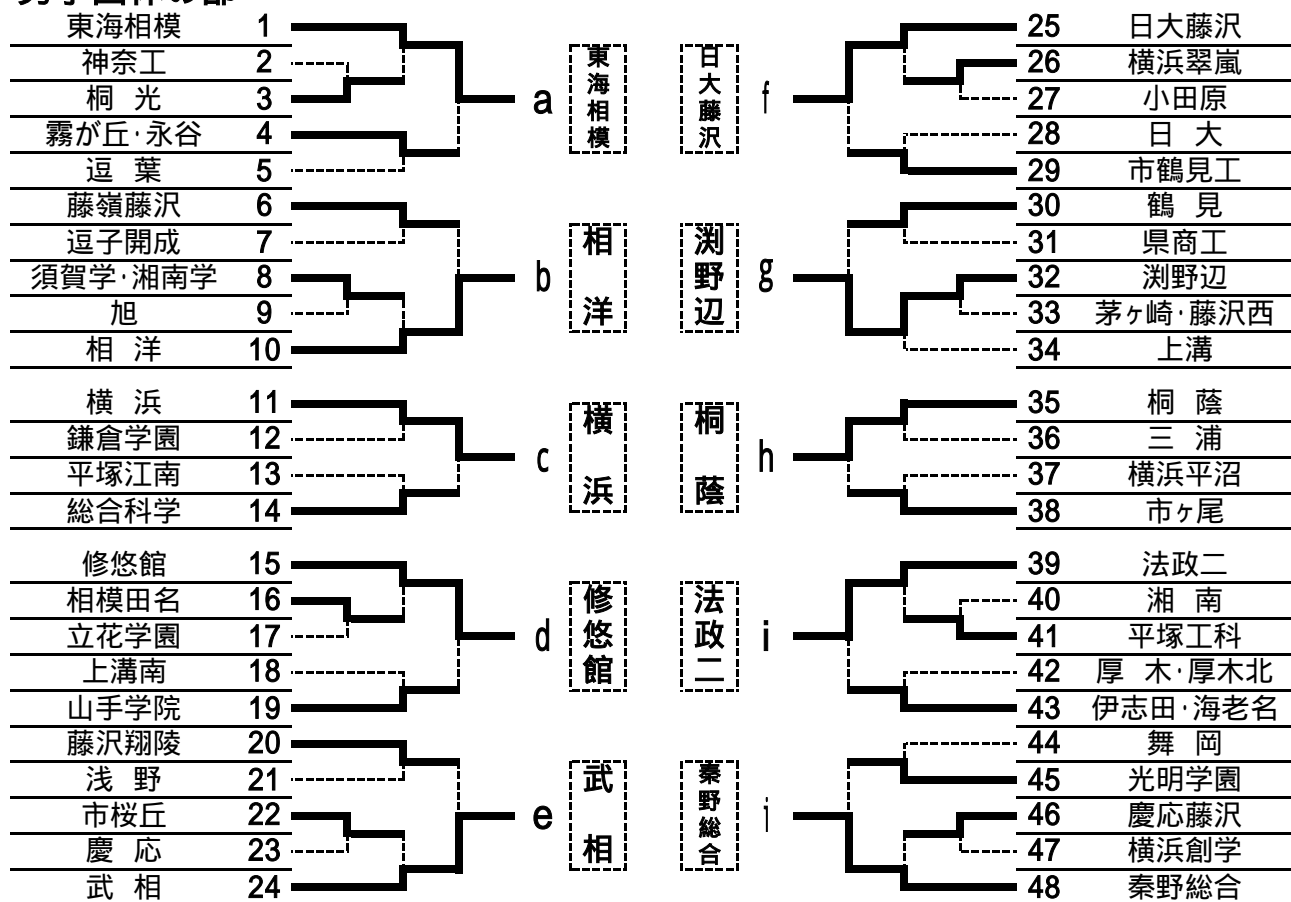 東海相模 1
神奈工 2
桐 光 3
霧が丘・永谷 4
逗 葉 5
藤嶺藤沢 6
逗子開成 7
須賀学・湘南学 8
旭 9
相 洋 10
横 浜 11
鎌倉学園 12
平塚江南 13
総合科学 14
修悠館 15
相模田名 16
立花学園 17
上溝南 18
山手学院 19
藤沢翔陵 20
浅 野 21
市桜丘 22
慶 応 23
武 相 24
a 東海相模
b 相洋
c 横浜
d 修悠館
e 武相
日大藤沢 f
渕野辺 g
桐蔭 h
法政二 i
秦野総合 i
25 日大藤沢
26 横浜翠嵐
27 小田原
28 日 大
29 市鶴見工
30 鶴 見
31 県商工
32 渕野辺
33 茅ヶ崎・藤沢西
34 上溝
35 桐 蔭
36 三 浦
37 横浜平沼
38 市ヶ尾
39 法政二
40 湘 南
41 平塚工科
42 厚 木・厚木北
43 伊志田・海老名
44 舞 岡
45 光明学園
46 慶応藤沢
47 横浜創学
48 秦野総合